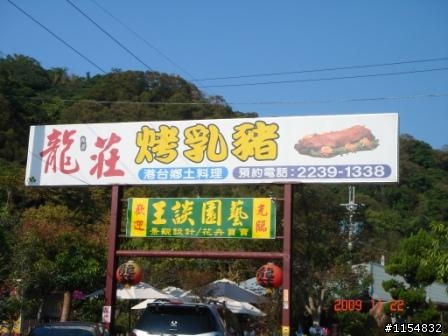 龍莊 烤乳豬
港台鄉土料理 預約電話:2239-1338
歡迎 王談園藝 光臨
景觀設計/花卉買賣
2009 11 22
#1154832